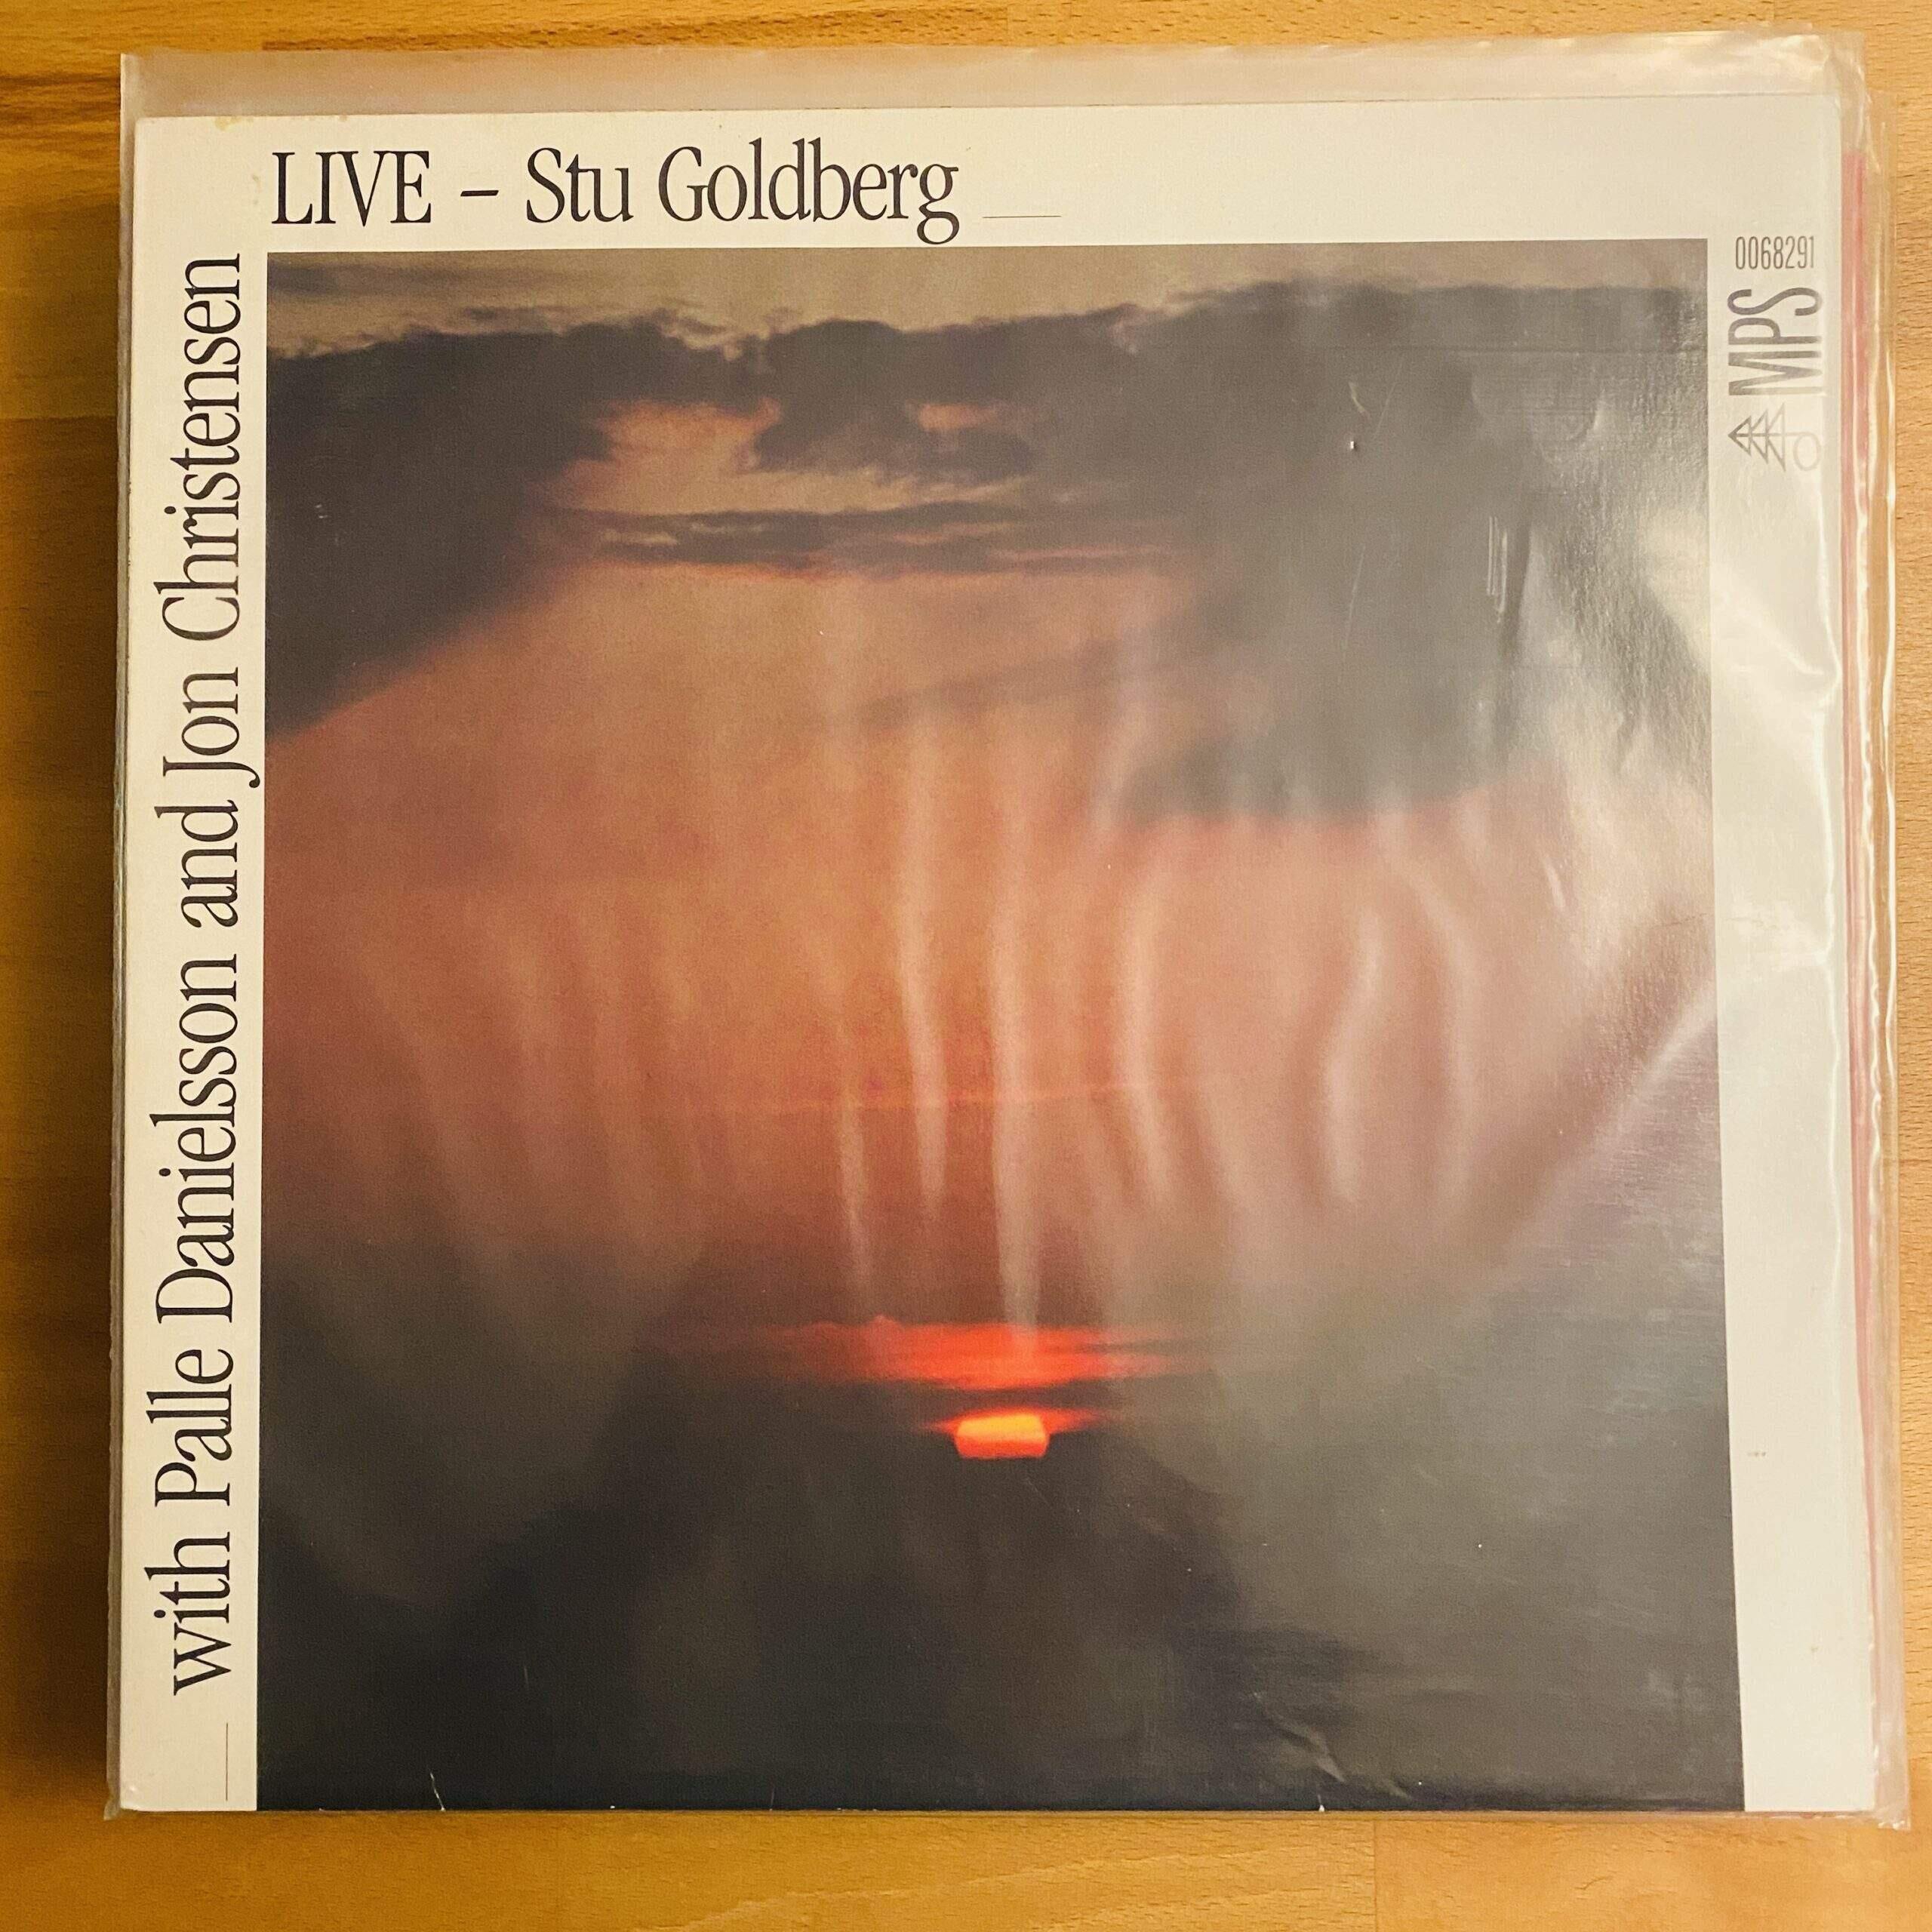 LIVE – Stu Goldberg
with Palle Danielsson and Jon Christensen
0068291
MPS